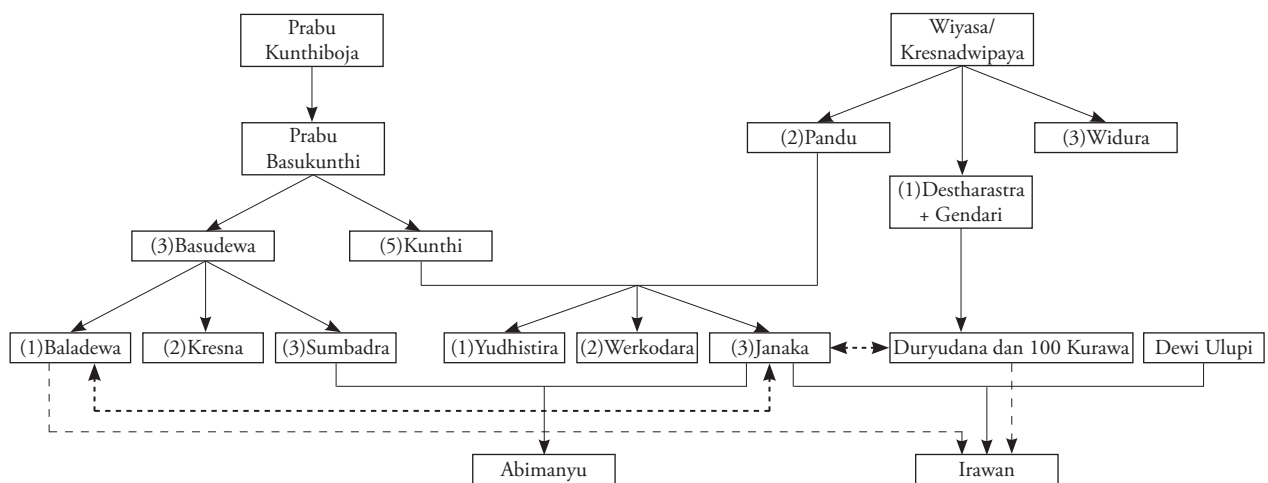 Prabu
Kunthiboja
Wiyasa/
Kresnadwipaya
Prabu
Basukunthi
(2)Pandu
(3)Widura
(1)Destharastra
+ Gendari
(3)Basudewa
(5)Kunthi
(1)Baladewa
(2)Kresna
(3)Sumbadra
(1)Yudhistira
(2)Werkodara
(3)Janaka
Duryudana dan 100 Kurawa
Dewi Ulupi
Abimanyu
Irawan